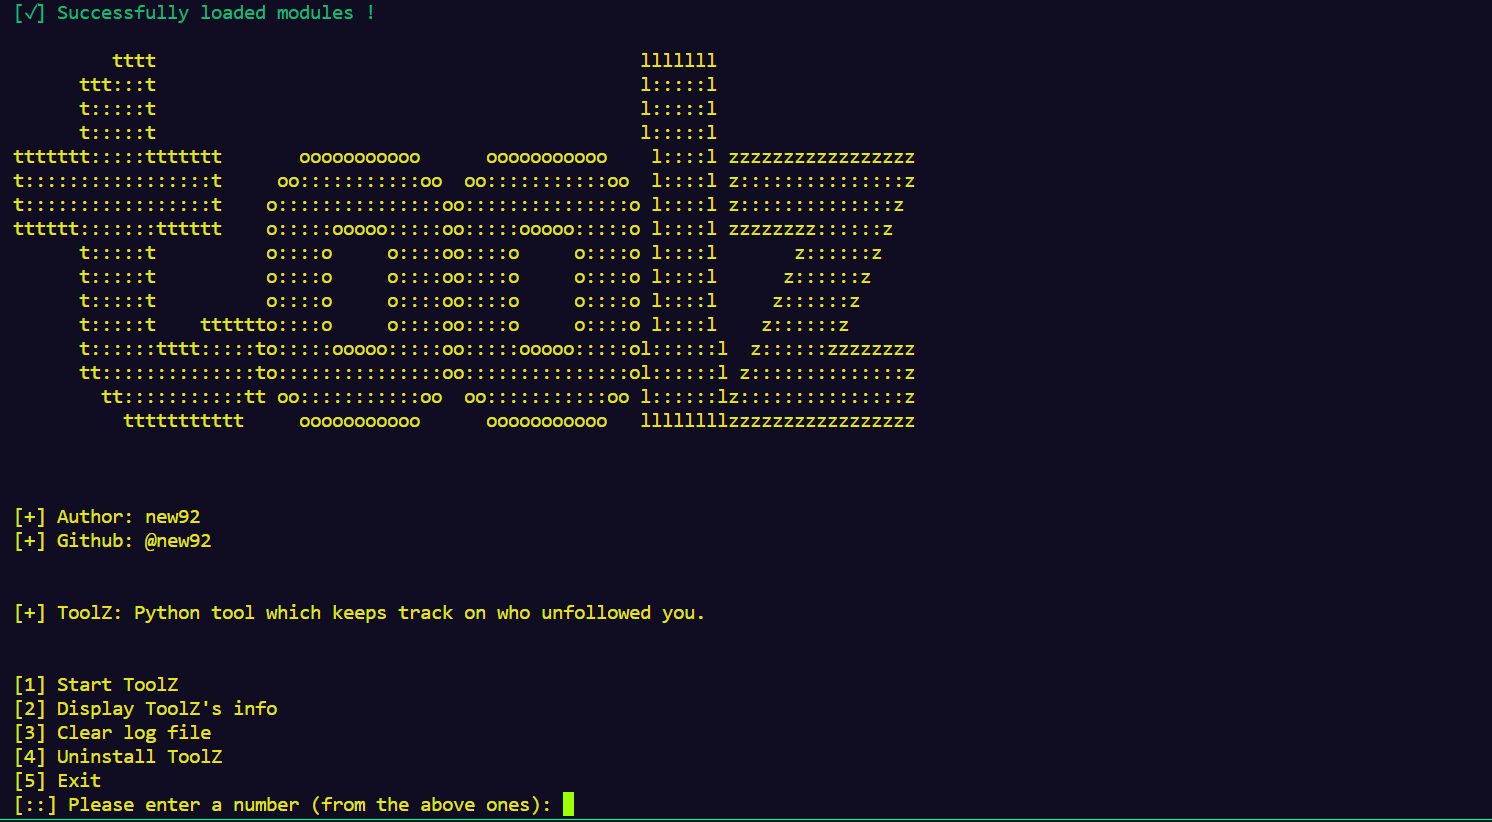 [√] Successfully loaded modules !
         tttt                                            lllllll
      ttt:::t                                            l:::::l
      t:::::t                                            l:::::l
      t:::::t                                            l:::::l
ttttttt:::::ttttttt       ooooooooooo      ooooooooooo    l::::l zzzzzzzzzzzzzzzzz
t:::::::::::::::::t     oo:::::::::::oo  oo:::::::::::oo  l::::l z:::::::::::::::z
t:::::::::::::::::t    o:::::::::::::::oo:::::::::::::::o l::::l z::::::::::::::z
tttttt:::::::tttttt    o:::::ooooo:::::oo:::::ooooo:::::o l::::l zzzzzzzz::::::z
      t:::::t          o::::o     o::::oo::::o     o::::o l::::l       z::::::z
      t:::::t          o::::o     o::::oo::::o     o::::o l::::l      z::::::z
      t:::::t          o::::o     o::::oo::::o     o::::o l::::l     z::::::z
      t:::::t    tttttto::::o     o::::oo::::o     o::::o l::::l    z::::::z
      t::::::tttt:::::to:::::ooooo:::::oo:::::ooooo:::::ol::::::l  z::::::zzzzzzzz
      tt::::::::::::::to:::::::::::::::oo:::::::::::::::ol::::::l z::::::::::::::z
        tt:::::::::::tt oo:::::::::::oo  oo:::::::::::oo l::::::lz:::::::::::::::z
          ttttttttttt     ooooooooooo      ooooooooooo   llllllllzzzzzzzzzzzzzzzzz
[+] Author: new92
[+] Github: @new92
[+] ToolZ: Python tool which keeps track on who unfollowed you.
[1] Start ToolZ
[2] Display ToolZ's info
[3] Clear log file
[4] Uninstall ToolZ
[5] Exit
[::] Please enter a number (from the above ones):